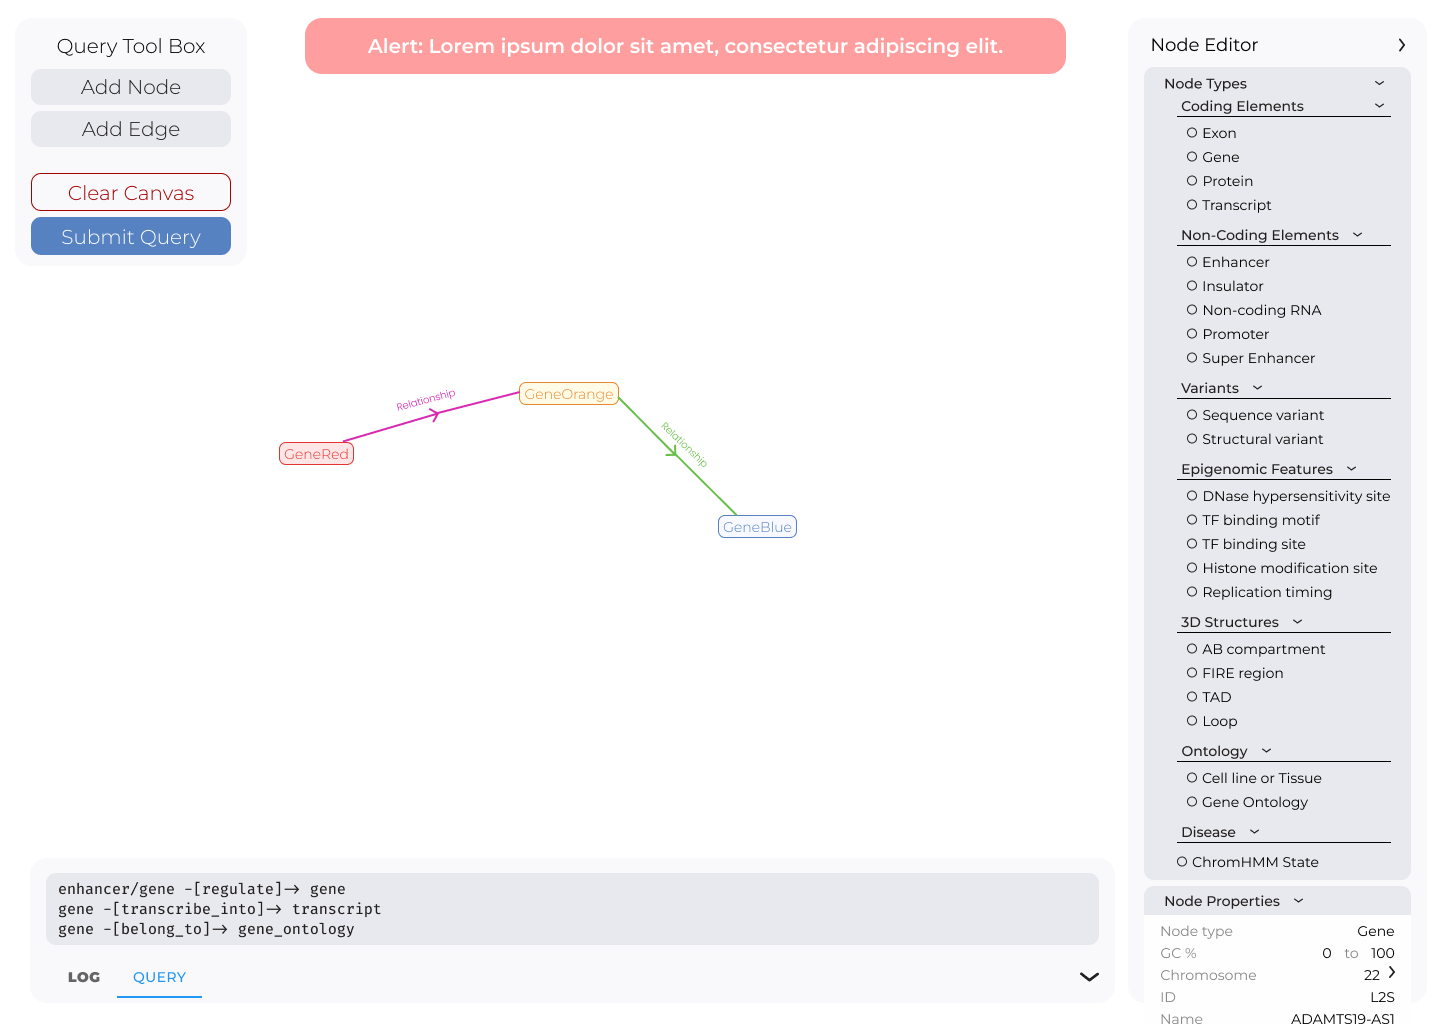 Query Tool Box
Add Node
Add Edge
Clear Canvas
Submit Query
Alert: Lorem ipsum dolor sit amet, consectetur adipiscing elit.
GeneRed
Relationship
GeneOrange
Relationship
GeneBlue
enhancer/gene -[regulate]-> gene
gene -[transcribe_into]-> transcript
gene -[belong_to]-> gene_ontology
LOG QUERY
Node Editor
Node Types
Coding Elements
Exon
Gene
Protein
Transcript
Non-Coding Elements
Enhancer
Insulator
Non-coding RNA
Promoter
Super Enhancer
Variants
Sequence variant
Structural variant
Epigenomic Features
DNase hypersensitivity site
TF binding motif
TF binding site
Histone modification site
Replication timing
3D Structures
AB compartment
FIRE region
TAD
Loop
Ontology
Cell line or Tissue
Gene Ontology
Disease
ChromHMM State
Node Properties
Node type Gene
GC % 0 to 100
Chromosome 22
ID L2S
Name ADAMTS19-AS1